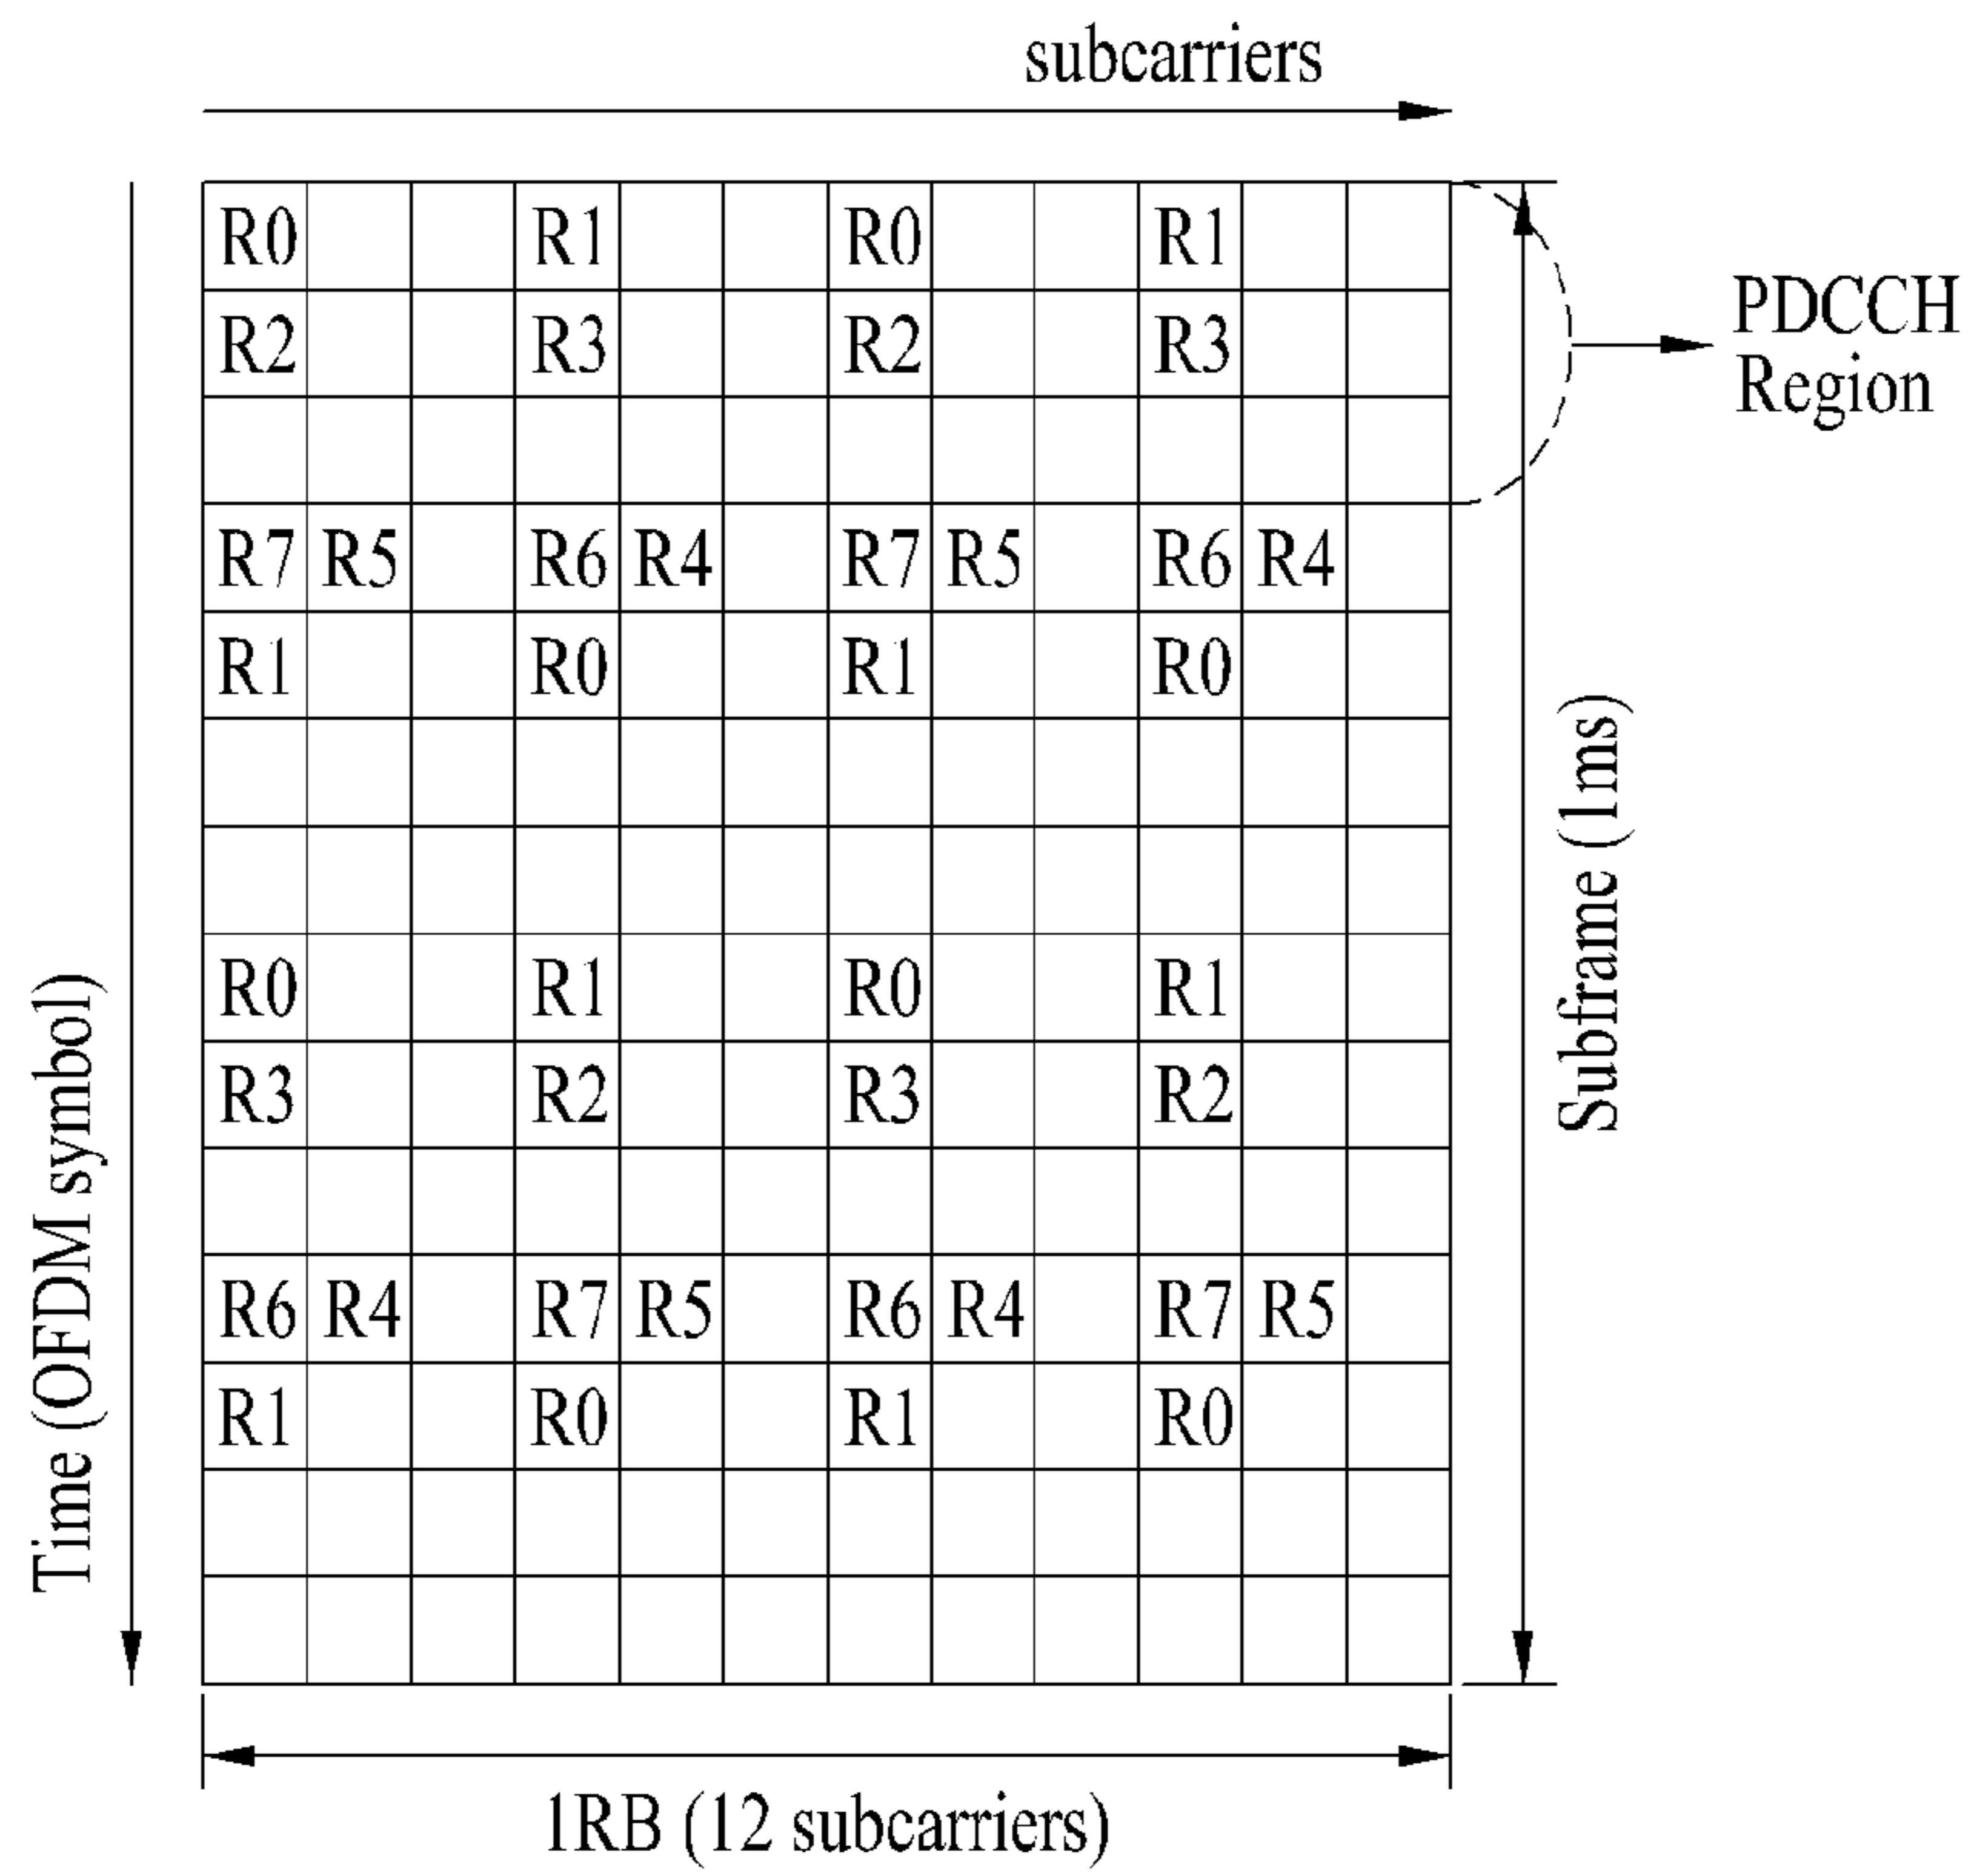 subcarriers
R0 R1 R0 R1
R2 R3 R2 R3
PDCCH
Region
R7 R5 R6 R4 R7 R5 R6 R4
R1 R0 R1 R0
R0 R1 R0 R1
R3 R2 R3 R2
R6 R4 R7 R5 R6 R4 R7 R5
R1 R0 R1 R0
Time (OFDM symbol)
Subframe (1ms)
1RB (12 subcarriers)